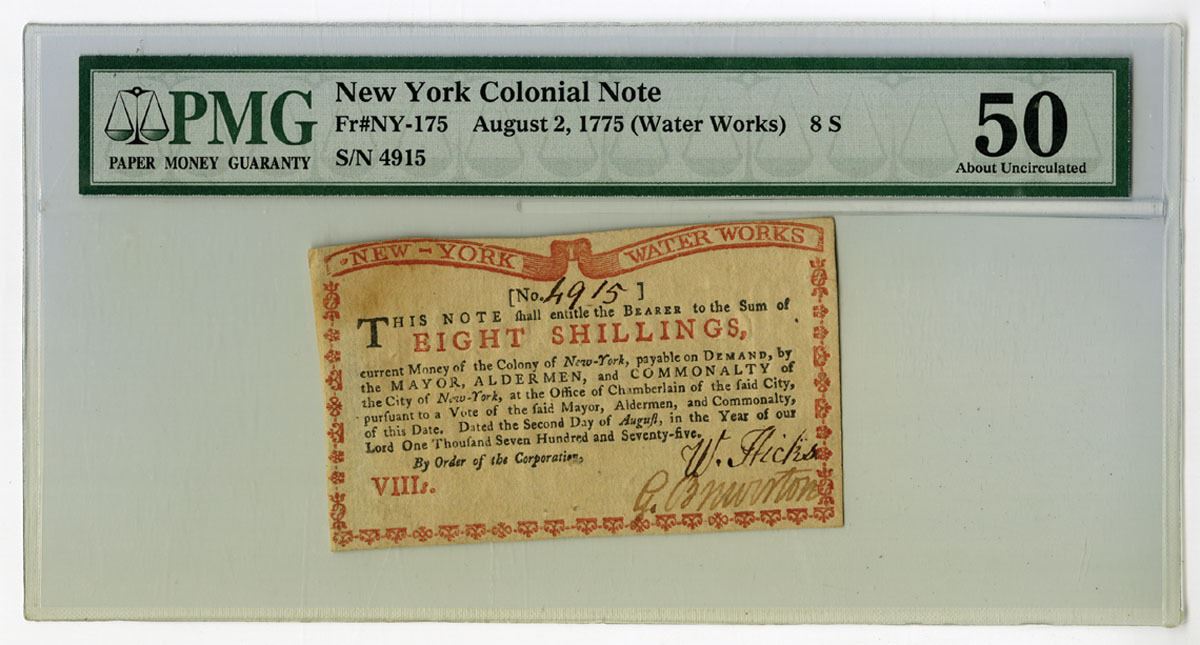 PMG
PAPER MONEY GUARANTY
New York Colonial Note
Fr#NY-175 August 2, 1775 (Water Works) 8 S
S/N 4915
50
About Uncirculated
NEW-YORK WATER WORKS
[No. 4915 ]
THIS NOTE ſhall entitle the BEARER to the Sum of
EIGHT SHILLINGS,
current Money of the Colony of New-York, payable on DEMAND, by
the MAYOR, ALDERMEN, and COMMONALTY of
the City of New-York, at the Office of Chamberlain of the ſaid City,
purſuant to a Vote of the ſaid Mayor, Aldermen, and Commonalty,
of this Date. Dated the Second Day of Auguſt, in the Year of our
Lord One Thouſand Seven Hundred and Seventy-five.
By Order of the Corporation,
W. Hicks
VIIIs.
G.